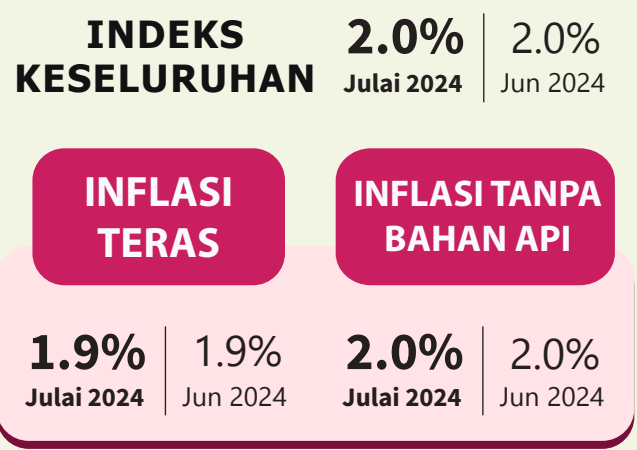 INDEKS
KESELURUHAN
2.0%
Julai 2024
2.0%
Jun 2024
INFLASI
TERAS
1.9%
Julai 2024
1.9%
Jun 2024
INFLASI TANPA
BAHAN API
2.0%
Julai 2024
2.0%
Jun 2024